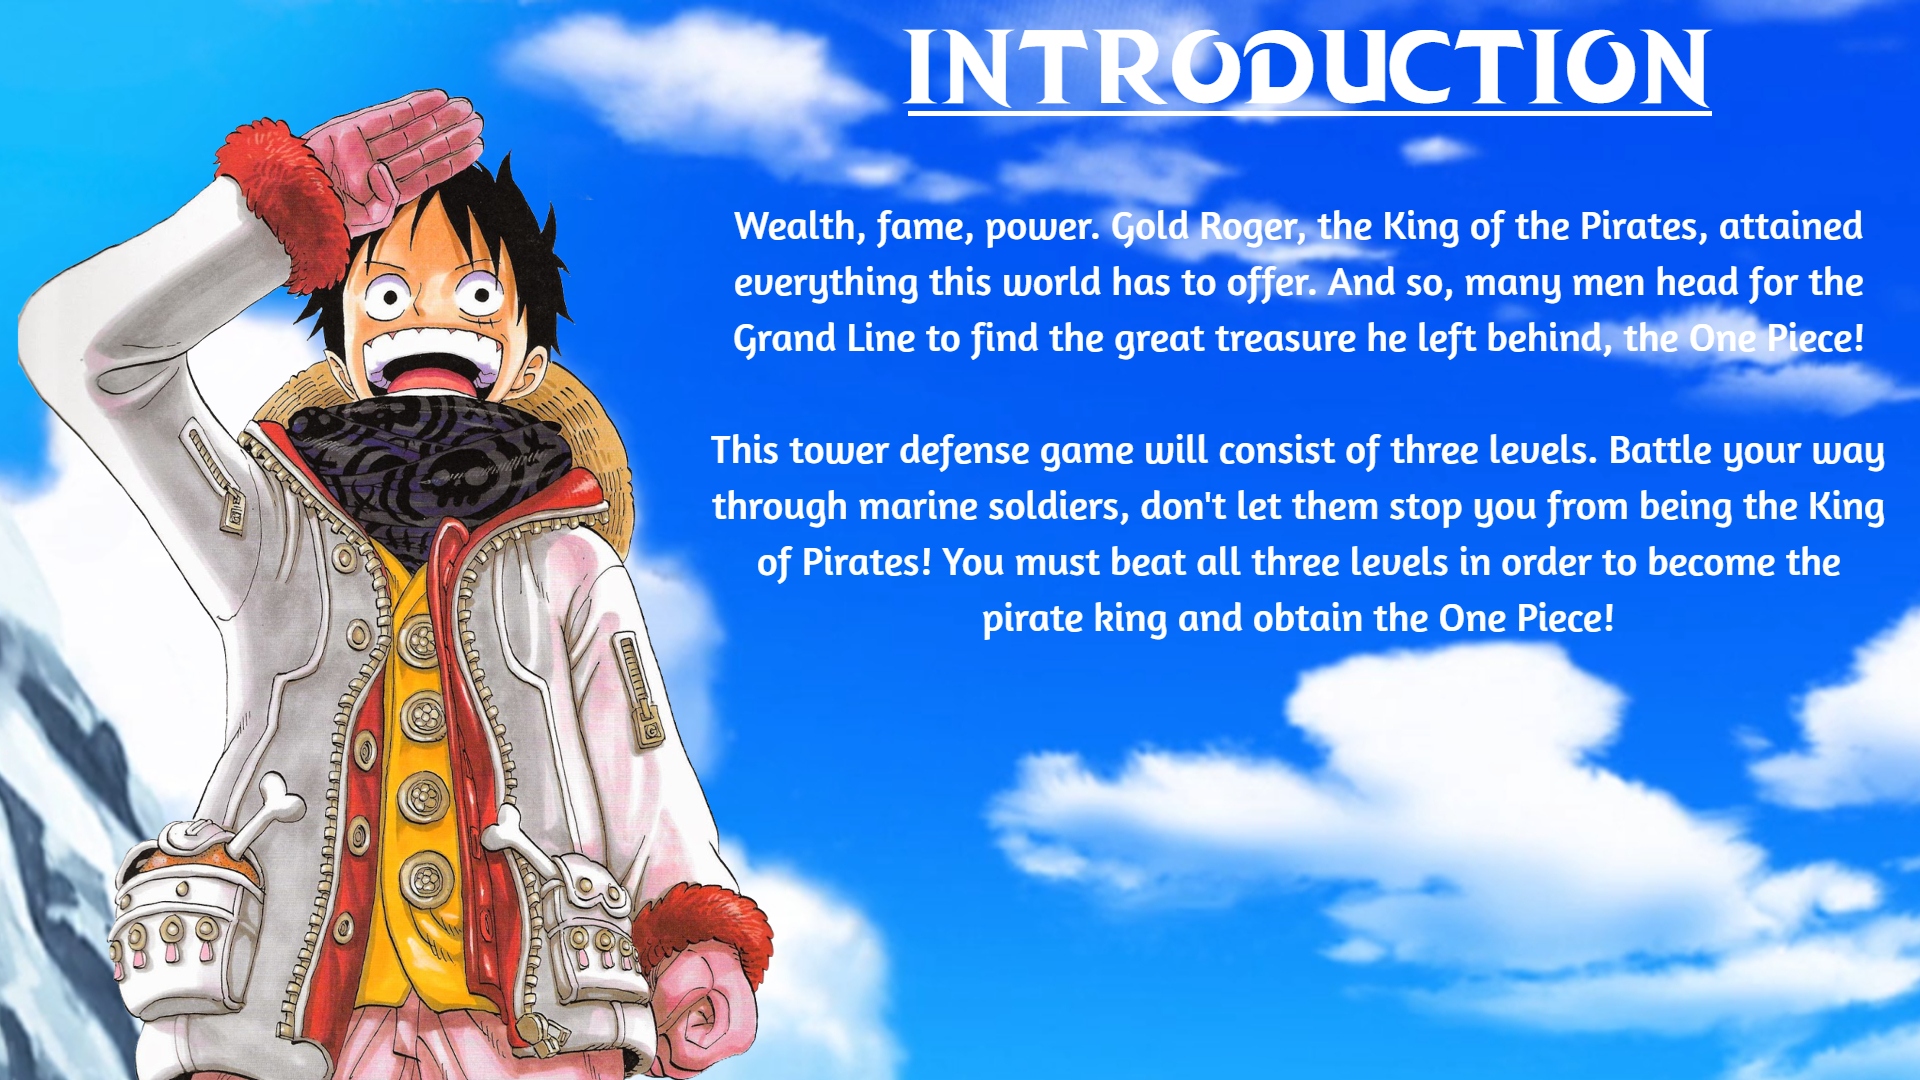 INTRODUCTION
Wealth, fame, power. Gold Roger, the King of the Pirates, attained
everything this world has to offer. And so, many men head for the
Grand Line to find the great treasure he left behind, the One Piece!
This tower defense game will consist of three levels. Battle your way
through marine soldiers, don't let them stop you from being the King
of Pirates! You must beat all three levels in order to become the
pirate king and obtain the One Piece!